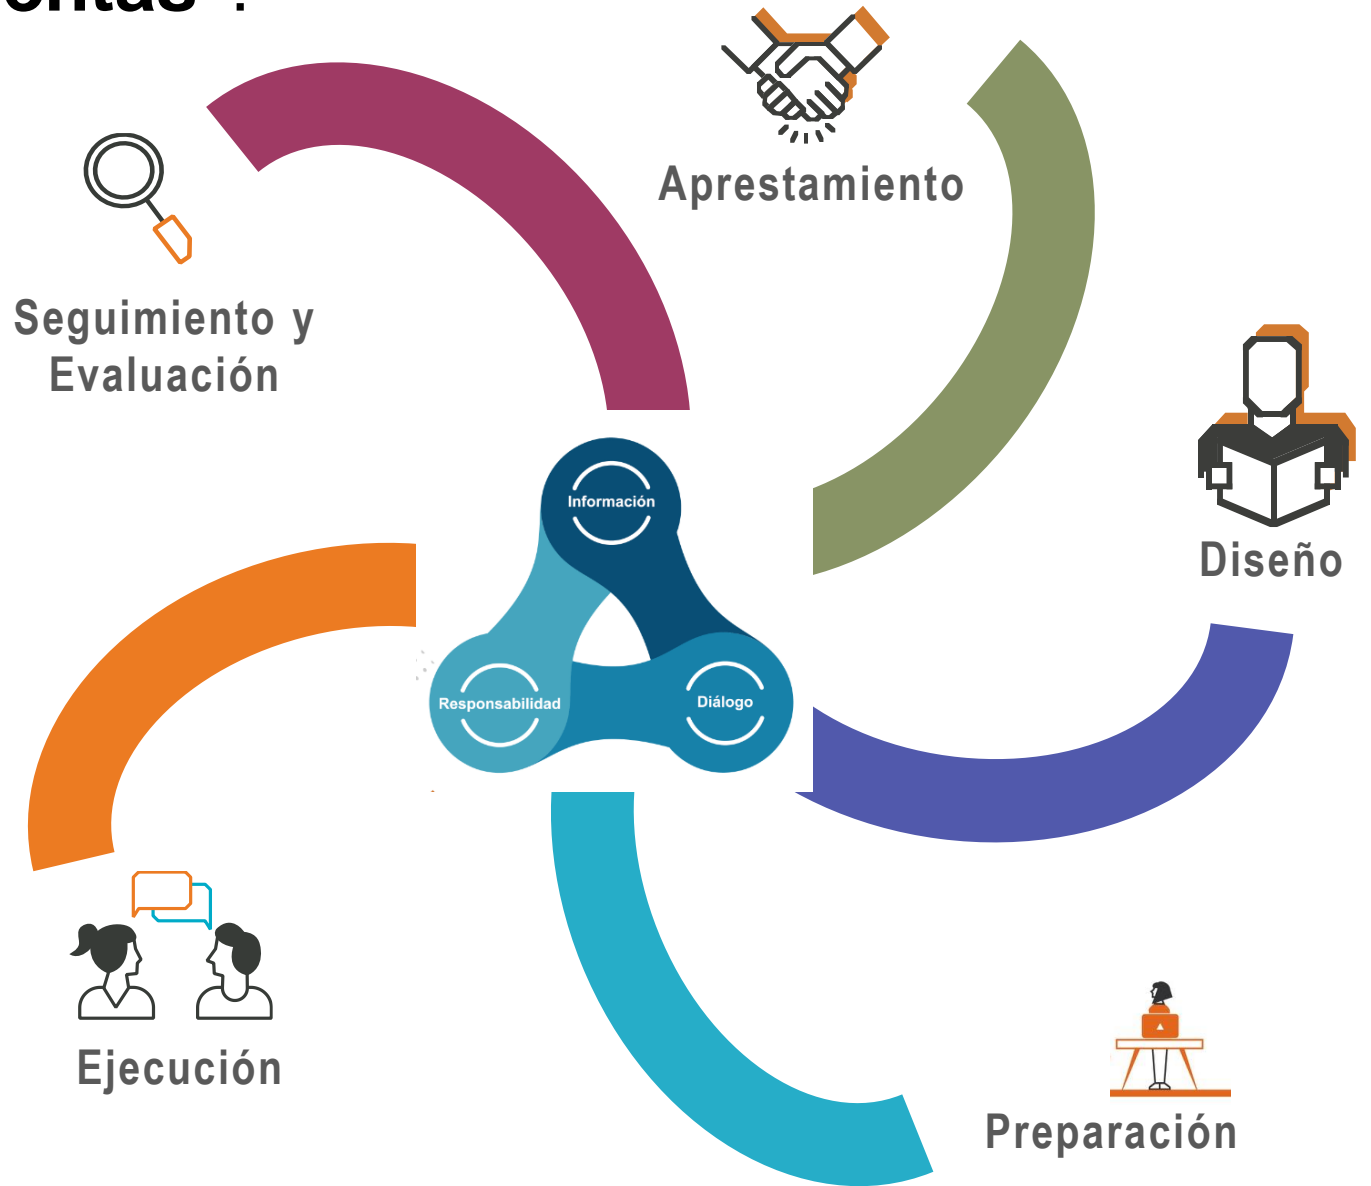 Aprestamiento
Seguimiento y
Evaluación
Información
Diseño
Responsabilidad
Diálogo
Ejecución
Preparación